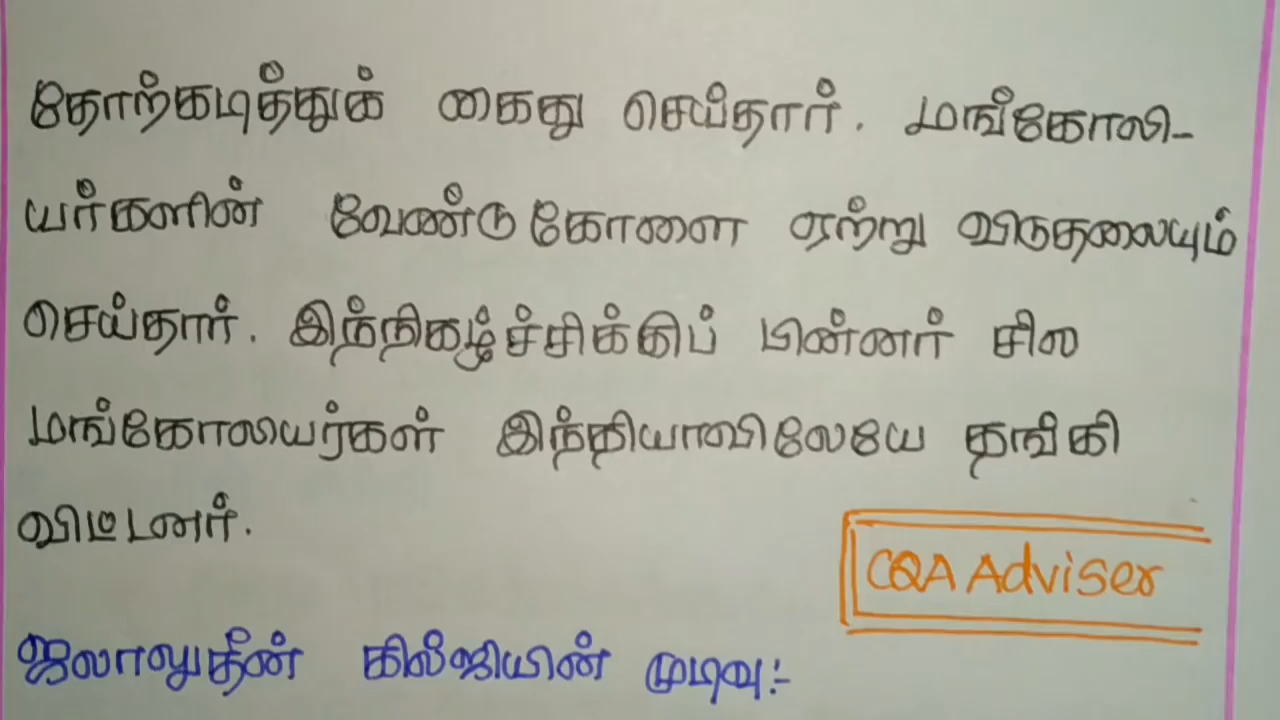 தோற்கடித்துக் கைது செய்தார். மங்கோலி-
யர்களின் வேண்டுகோளை ஏற்று விடுதலையும்
செய்தார். இந்நிகழ்ச்சிக்குப் பின்னர் சில
மங்கோலியர்கள் இந்தியாவிலேயே தங்கி
விட்டனர்.
CQA Adviser
ஜலாலுதீன் கில்ஜியின் முடிவு:-